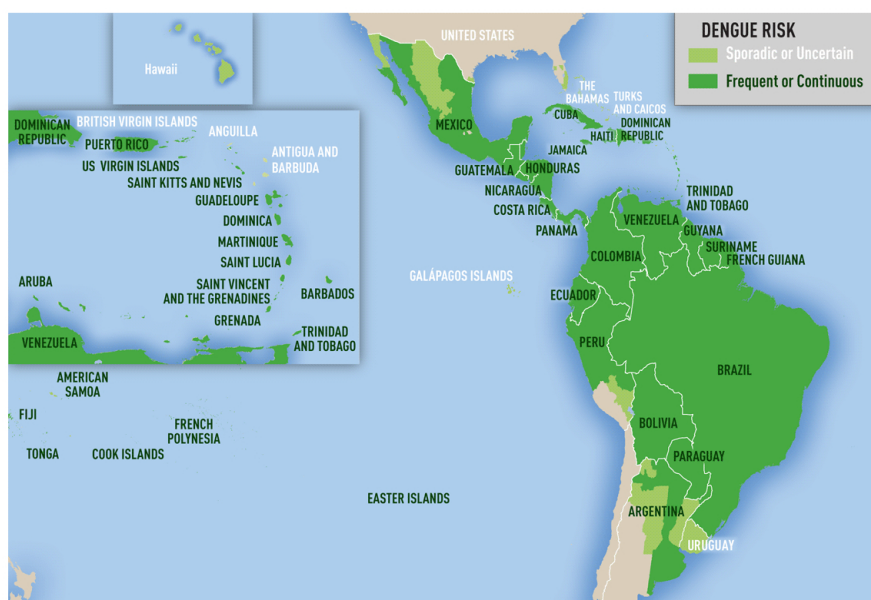 DENGUE RISK
Sporadic or Uncertain
Frequent or Continuous
UNITED STATES
Hawaii
THE
BAHAMAS
TURKS
AND CAICOS
CUBA
DOMINICAN
REPUBLIC
HAITI
JAMAICA
MEXICO
GUATEMALA
HONDURAS
NICARAGUA
COSTA RICA
PANAMA
TRINIDAD
AND TOBAGO
VENEZUELA
GUYANA
SURINAME
FRENCH GUIANA
COLOMBIA
GALÁPAGOS ISLANDS
ECUADOR
PERU
BRAZIL
BOLIVIA
PARAGUAY
ARGENTINA
URUGUAY
EASTER ISLANDS
DOMINICAN
REPUBLIC
BRITISH VIRGIN ISLANDS
PUERTO RICO
ANGUILLA
US VIRGIN ISLANDS
ANTIGUA AND
BARBUDA
SAINT KITTS AND NEVIS
GUADELOUPE
DOMINICA
MARTINIQUE
SAINT LUCIA
SAINT VINCENT
AND THE GRENADINES
BARBADOS
ARUBA
GRENADA
TRINIDAD
AND TOBAGO
VENEZUELA
AMERICAN
SAMOA
FIJI
FRENCH
POLYNESIA
TONGA
COOK ISLANDS